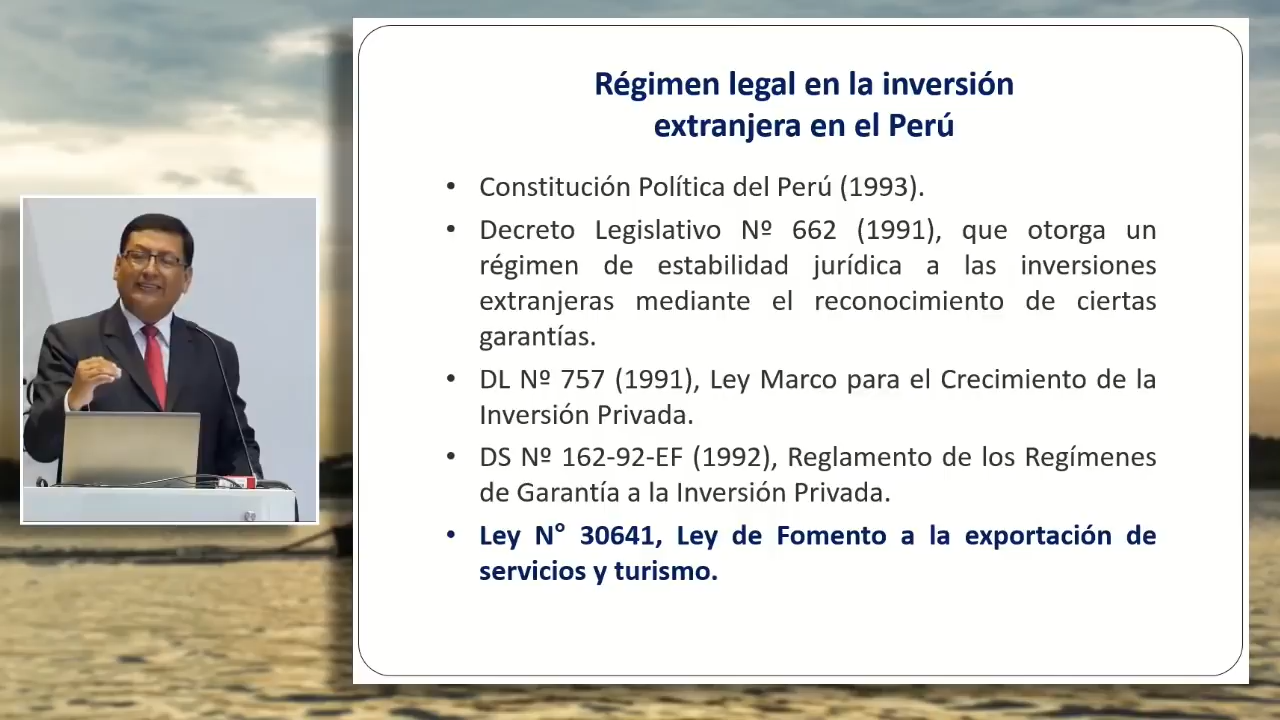 Régimen legal en la inversión
extranjera en el Perú
• Constitución Política del Perú (1993).
• Decreto Legislativo Nº 662 (1991), que otorga un
régimen de estabilidad jurídica a las inversiones
extranjeras mediante el reconocimiento de ciertas
garantías.
• DL Nº 757 (1991), Ley Marco para el Crecimiento de la
Inversión Privada.
• DS Nº 162-92-EF (1992), Reglamento de los Regímenes
de Garantía a la Inversión Privada.
• Ley N° 30641, Ley de Fomento a la exportación de
servicios y turismo.